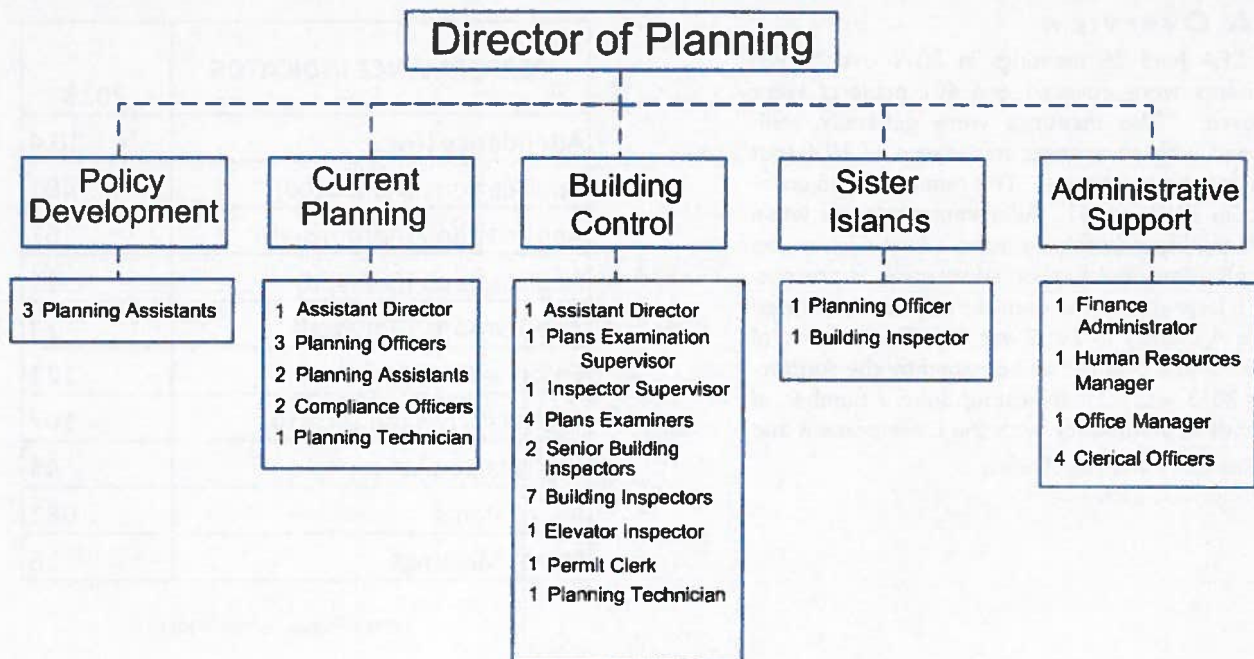 Director of Planning
Policy
Development
3 Planning Assistants
Current
Planning
1 Assistant Director
3 Planning Officers
2 Planning Assistants
2 Compliance Officers
1 Planning Technician
Building
Control
1 Assistant Director
1 Plans Examination
Supervisor
1 Inspector Supervisor
4 Plans Examiners
2 Senior Building
Inspectors
7 Building Inspectors
1 Elevator Inspector
1 Permit Clerk
1 Planning Technician
Sister
Islands
1 Planning Officer
1 Building Inspector
Administrative
Support
1 Finance
Administrator
1 Human Resources
Manager
1 Office Manager
4 Clerical Officers